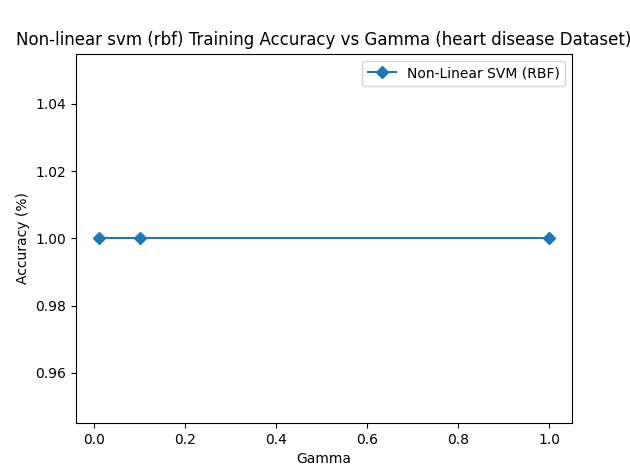 Non-linear svm (rbf) Training Accuracy vs Gamma (heart disease Dataset)
Non-Linear SVM (RBF)
Accuracy (%)
1.04
1.02
1.00
0.98
0.96
0.0 0.2 0.4 0.6 0.8 1.0
Gamma